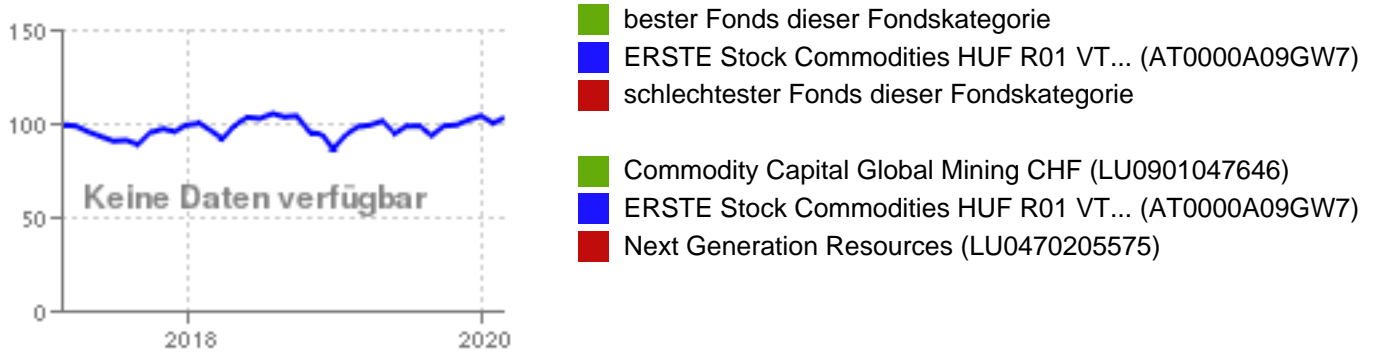 150
100
50
0
Keine Daten verfügbar
2018
2020
bester Fonds dieser Fondskategorie
ERSTE Stock Commodities HUF R01 VT... (AT0000A09GW7)
schlechtester Fonds dieser Fondskategorie
Commodity Capital Global Mining CHF (LU0901047646)
ERSTE Stock Commodities HUF R01 VT... (AT0000A09GW7)
Next Generation Resources (LU0470205575)